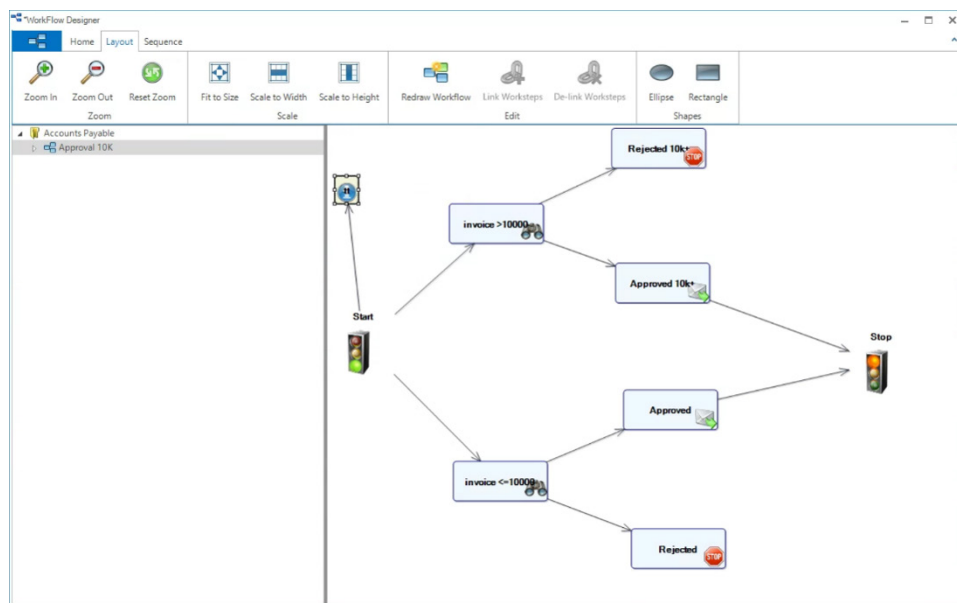 *WorkFlow Designer
Home Layout Sequence
Zoom In Zoom Out Reset Zoom Fit to Size Scale to Width Scale to Height Redraw Workflow Link Worksteps De-link Worksteps Ellipse Rectangle
Zoom Scale Edit Shapes
Accounts Payable
Approval 10K
Rejected 10k+
STOP
invoice >10000
Approved 10k+
Start
Stop
Approved
invoice <=10000
Rejected
STOP